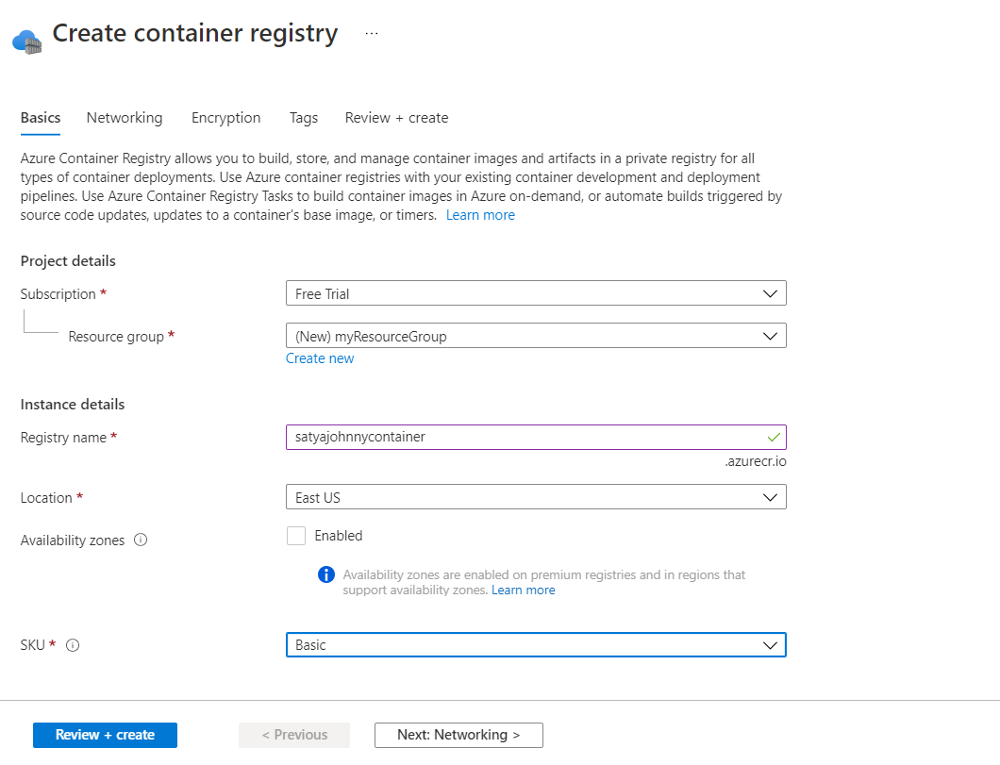 Create container registry ...
Basics Networking Encryption Tags Review + create
Azure Container Registry allows you to build, store, and manage container images and artifacts in a private registry for all
types of container deployments. Use Azure container registries with your existing container development and deployment
pipelines. Use Azure Container Registry Tasks to build container images in Azure on-demand, or automate builds triggered by
source code updates, updates to a container's base image, or timers. Learn more
Project details
Subscription * Free Trial
Resource group * (New) myResourceGroup
Create new
Instance details
Registry name * satyajohnnycontainer
.azurecr.io
Location * East US
Availability zones Enabled
Availability zones are enabled on premium registries and in regions that
support availability zones. Learn more
SKU * Basic
Review + create < Previous Next: Networking >